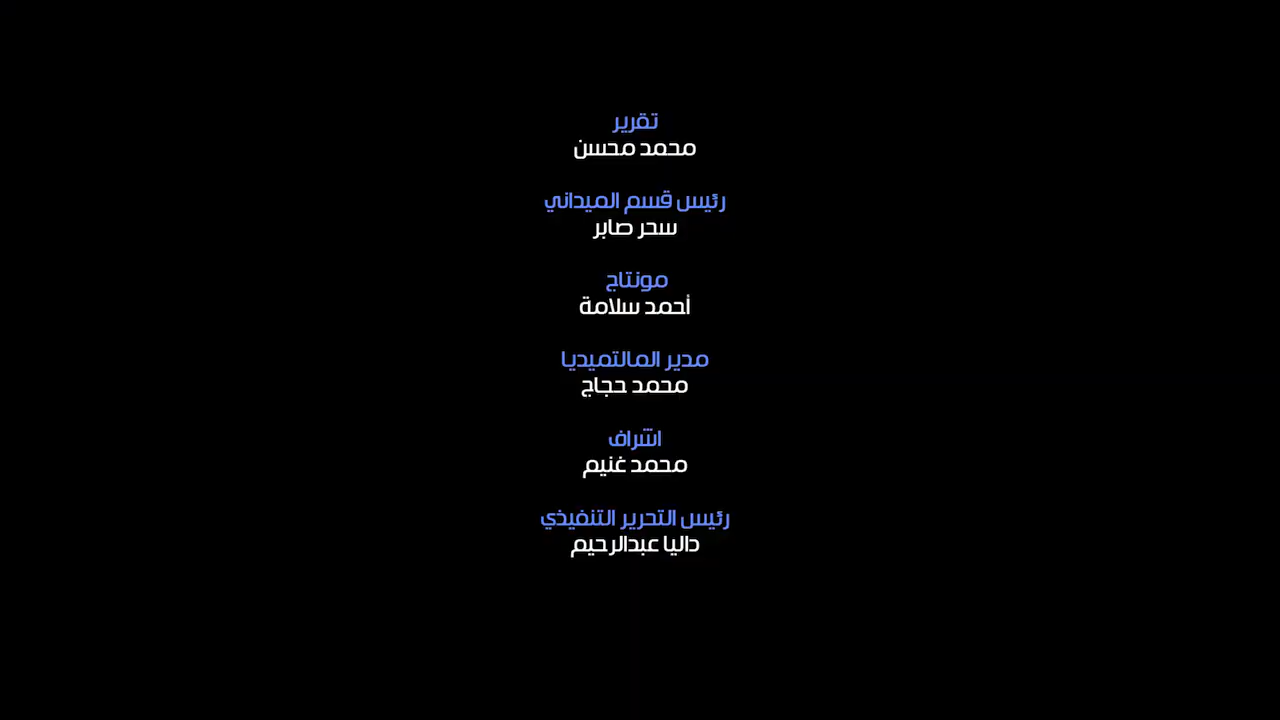 تقرير
محمد محسن
رئيس قسم الميداني
سحر صابر
مونتاج
أحمد سلامة
مدير المالتميديا
محمد حجاج
اشراف
محمد غنيم
رئيس التحرير التنفيذي
داليا عبدالرحيم